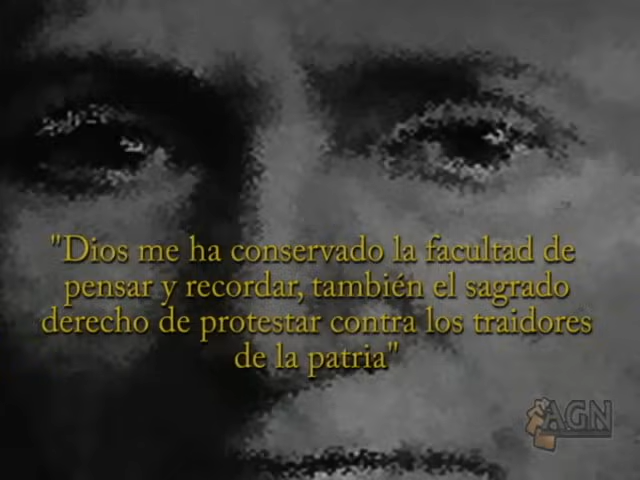 "Dios me ha conservado la facultad de
pensar y recordar, también el sagrado
derecho de protestar contra los traidores
de la patria"
AGN